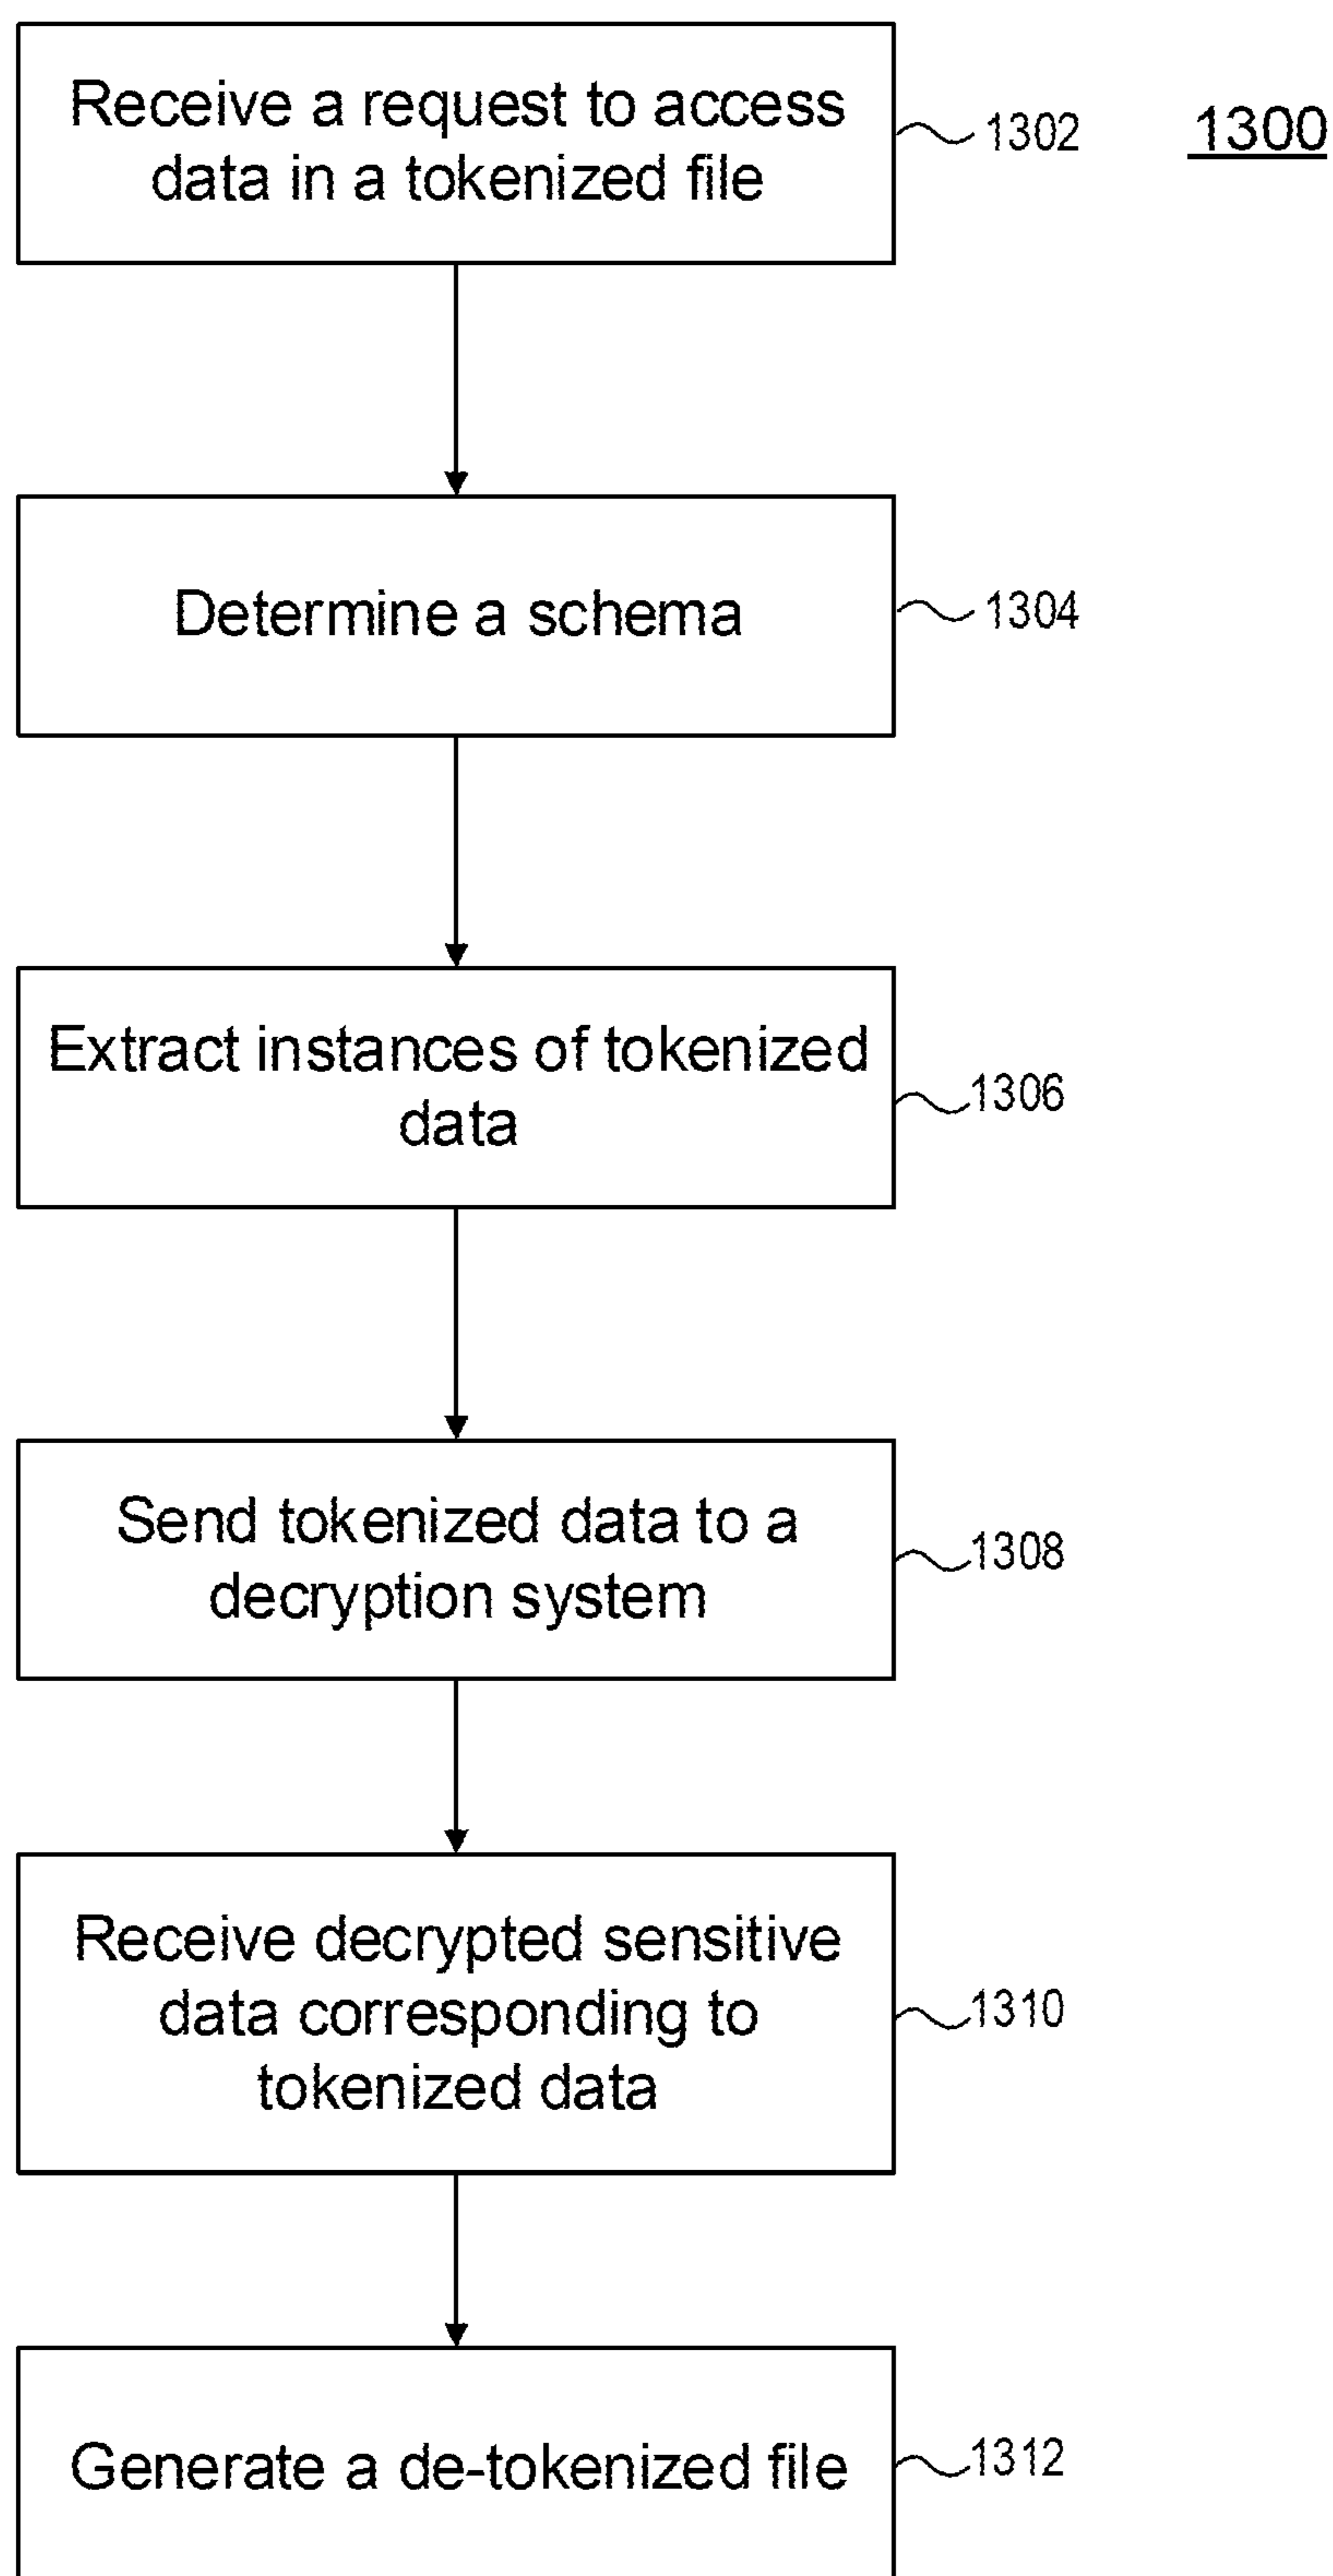 Receive a request to access
data in a tokenized file
1302
1300
Determine a schema
1304
Extract instances of tokenized
data
1306
Send tokenized data to a
decryption system
1308
Receive decrypted sensitive
data corresponding to
tokenized data
1310
Generate a de-tokenized file
1312